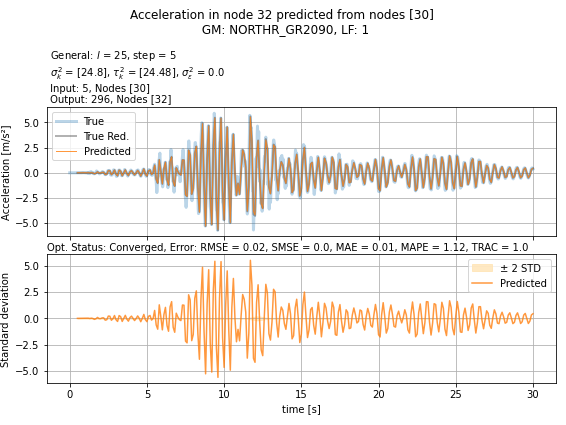 Acceleration in node 32 predicted from nodes [30]
GM: NORTHR_GR2090, LF: 1
General: l = 25, step = 5
σ²ₖ = [24.8], τ²ₖ = [24.48], σ²ε = 0.0
Input: 5, Nodes [30]
Output: 296, Nodes [32]
Acceleration [m/s²]
5.0
2.5
0.0
−2.5
−5.0
True
True Red.
Predicted
Opt. Status: Converged, Error: RMSE = 0.02, SMSE = 0.0, MAE = 0.01, MAPE = 1.12, TRAC = 1.0
Standard deviation
5.0
2.5
0.0
−2.5
−5.0
± 2 STD
Predicted
0 5 10 15 20 25 30
time [s]